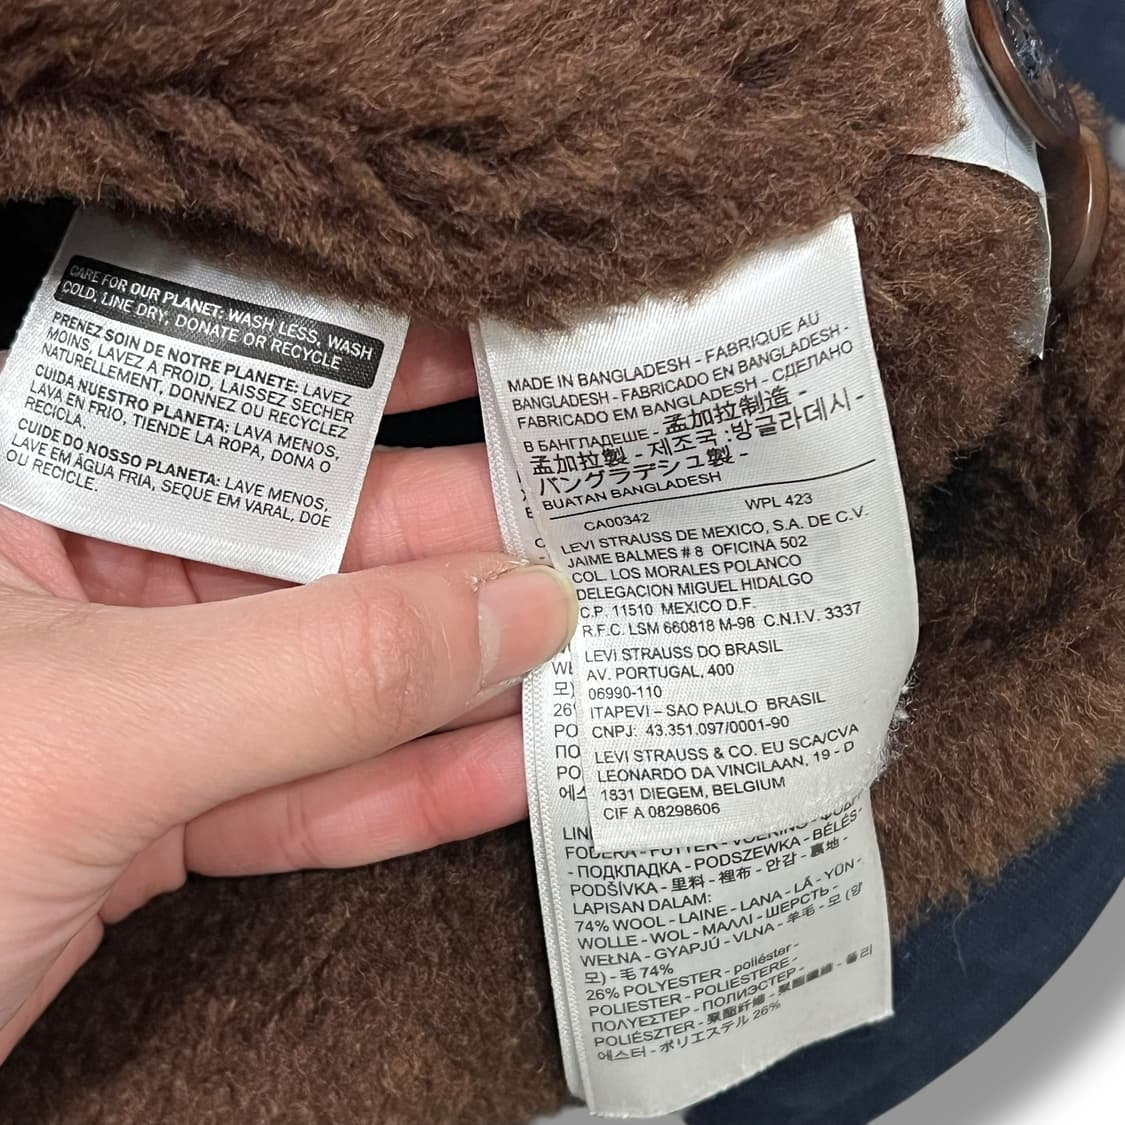 CARE FOR OUR PLANET: WASH LESS, WASH
COLD, LINE DRY, DONATE OR RECYCLE
PRENEZ SOIN DE NOTRE PLANETE: LAVEZ
MOINS, LAVEZ À FROID, LAISSEZ SÉCHER
NATURELLEMENT, DONNEZ OU RECYCLEZ
CUIDA NUESTRO PLANETA: LAVA MENOS,
LAVA EN FRIO, TIENDE LA ROPA, DONA O
RECICLA.
CUIDE DO NOSSO PLANETA: LAVE MENOS,
LAVE EM ÁGUA FRIA, SEQUE EM VARAL, DOE
OU RECICLE.
MADE IN BANGLADESH - FABRIQUE AU
BANGLADESH - FABRICADO EN BANGLADESH -
FABRICADO EM BANGLADESH - СДЕЛАНО
В БАНГЛАДЕШЕ - 孟加拉制造 -
孟加拉製 - 제조국 : 방글라데시 -
バングラデシュ製 -
BUATAN BANGLADESH
CA00342 WPL 423
LEVI STRAUSS DE MEXICO, S.A. DE C.V.
JAIME BALMES # 8 OFICINA 502
COL. LOS MORALES POLANCO
DELEGACION MIGUEL HIDALGO
C.P. 11510 MEXICO D.F.
R.F.C. LSM 660818 M-98 C.N.I.V. 3337
LEVI STRAUSS DO BRASIL
AV. PORTUGAL, 400
06990-110
ITAPEVI – SAO PAULO BRASIL
CNPJ: 43.351.097/0001-90
LEVI STRAUSS & CO. EU SCA/CVA
LEONARDO DA VINCILAAN, 19 - D
1831 DIEGEM, BELGIUM
CIF A 08298606
FODERA - FUTTER - VOERING -
- ПОДКЛАДКА - PODSZEWKA - BÉLÉS -
PODŠÍVKA - 里料 - 裡布 - 안감 - 裏地 -
LAPISAN DALAM:
74% WOOL - LAINE - LANA - LÃ - YÜN -
WOLLE - WOL - ΜΑΛΛΙ - ШЕРСТЬ -
WEŁNA - GYAPJÚ - VLNA - 羊毛 - 모 (양
모) - 毛 74%
26% POLYESTER - poliéster -
POLIESTER - POLIESTERE -
ΠΟΛΥΕΣΤΕΡ - ПОЛИЭСТЕР -
POLIÉSZTER - 聚酯纤维 - 聚酯纖維 - 폴리
에스터 - ポリエステル 26%